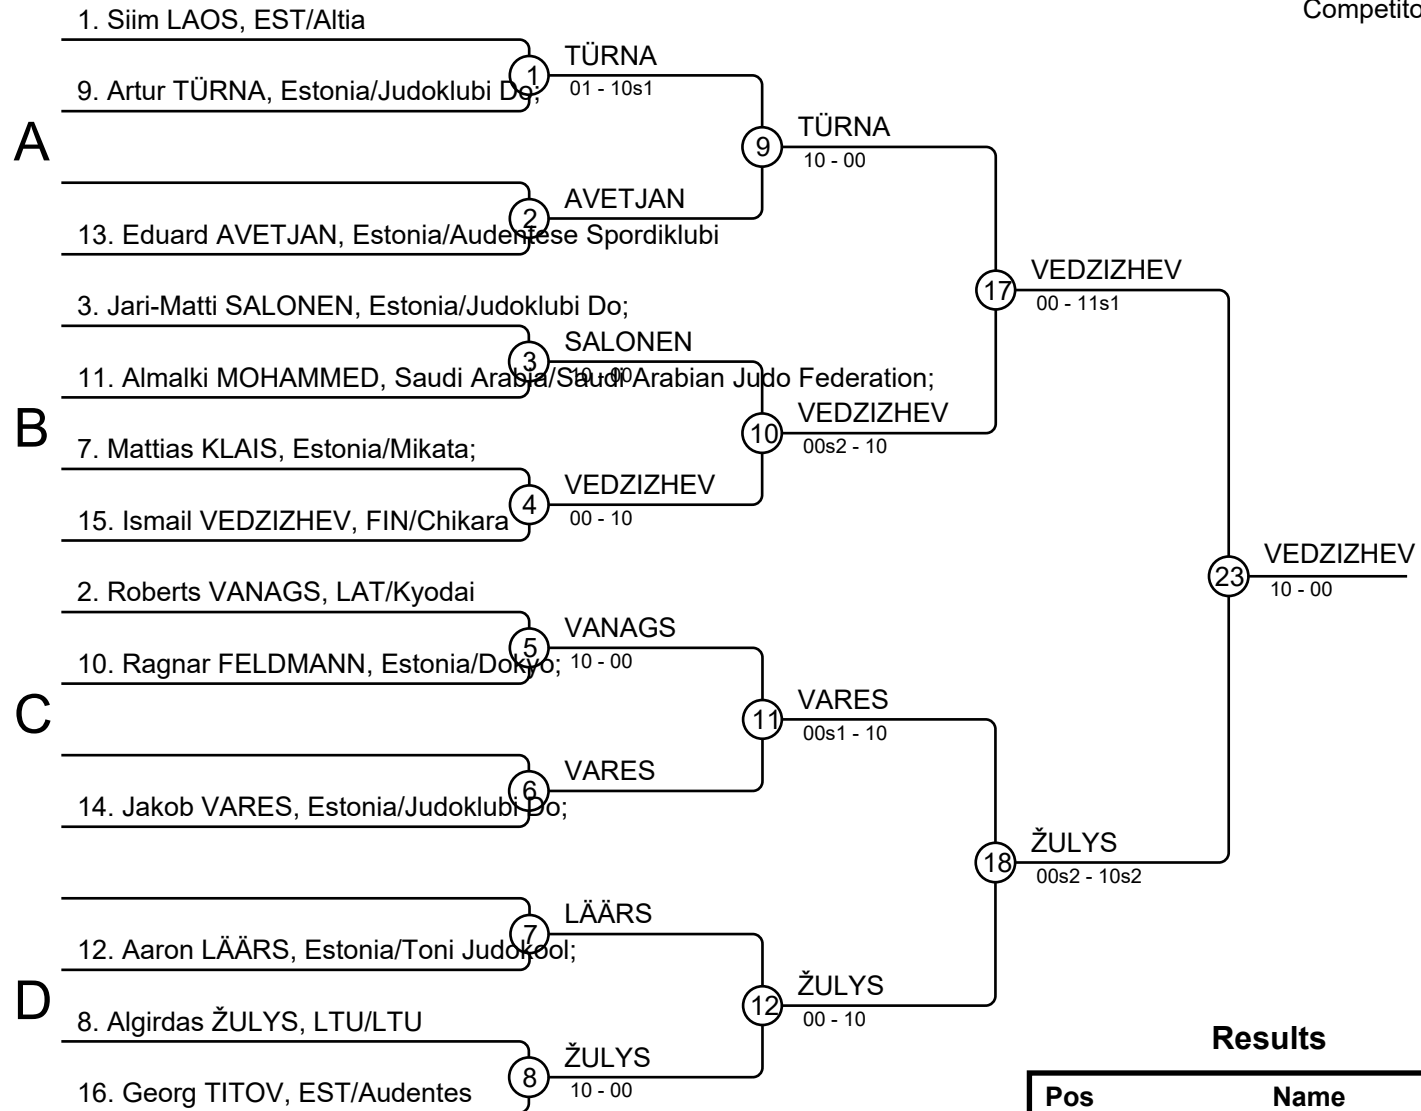 Competito
1. Siim LAOS, EST/Altia
1
TÜRNA
01 - 10s1
9. Artur TÜRNA, Estonia/Judoklubi Do;
A
9
TÜRNA
10 - 00
2
AVETJAN
13. Eduard AVETJAN, Estonia/Audentese Spordiklubi
17
VEDZIZHEV
00 - 11s1
3. Jari-Matti SALONEN, Estonia/Judoklubi Do;
3
SALONEN
10 - 00
11. Almalki MOHAMMED, Saudi Arabia/Saudi Arabian Judo Federation;
B
10
VEDZIZHEV
00s2 - 10
7. Mattias KLAIS, Estonia/Mikata;
4
VEDZIZHEV
00 - 10
15. Ismail VEDZIZHEV, FIN/Chikara
23
VEDZIZHEV
10 - 00
2. Roberts VANAGS, LAT/Kyodai
5
VANAGS
10 - 00
10. Ragnar FELDMANN, Estonia/Dokyo;
C
11
VARES
00s1 - 10
6
VARES
14. Jakob VARES, Estonia/Judoklubi Do;
18
ŽULYS
00s2 - 10s2
7
LÄÄRS
12. Aaron LÄÄRS, Estonia/Toni Judokool;
D
12
ŽULYS
00 - 10
8. Algirdas ŽULYS, LTU/LTU
8
ŽULYS
10 - 00
16. Georg TITOV, EST/Audentes
Results
Pos Name